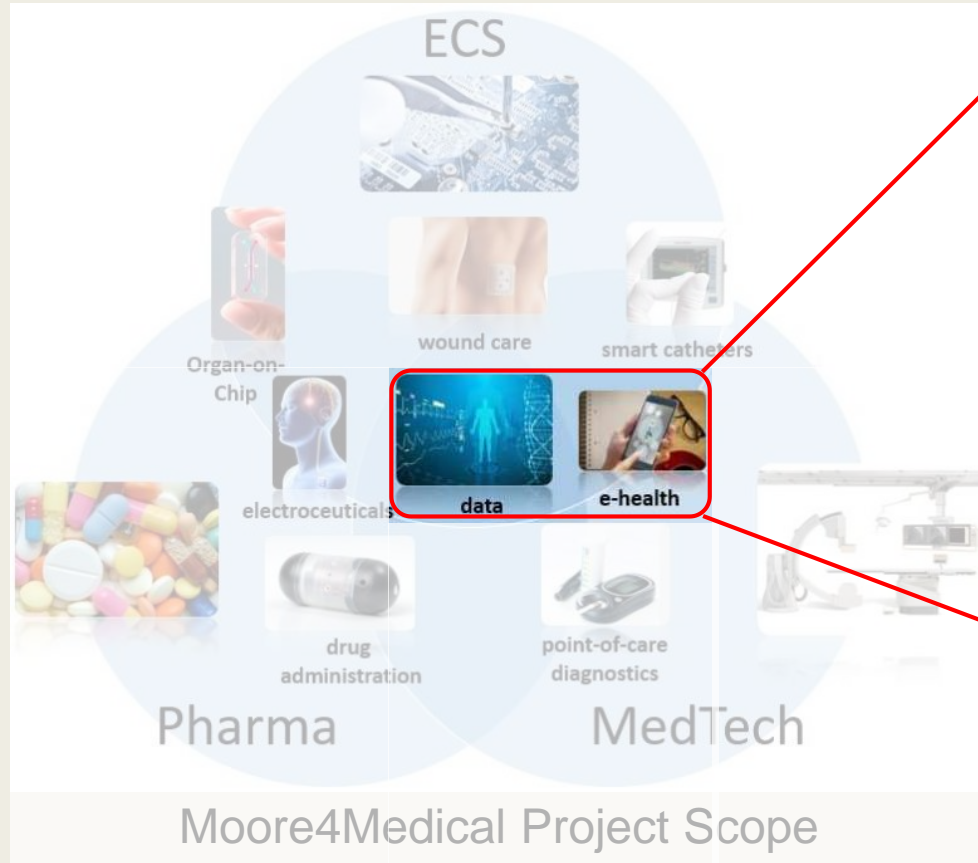 ECS
wound care
smart catheters
Organ-on-
Chip
electroceuticals
data
e-health
drug
administration
point-of-care
diagnostics
Pharma
MedTech
Moore4Medical Project Scope